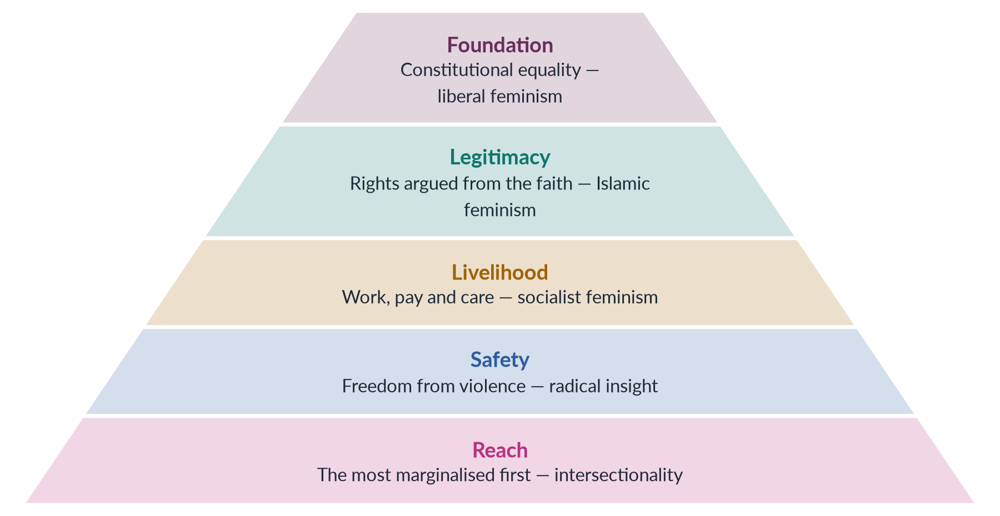 Foundation
Constitutional equality —
liberal feminism
Legitimacy
Rights argued from the faith — Islamic
feminism
Livelihood
Work, pay and care — socialist feminism
Safety
Freedom from violence — radical insight
Reach
The most marginalised first — intersectionality